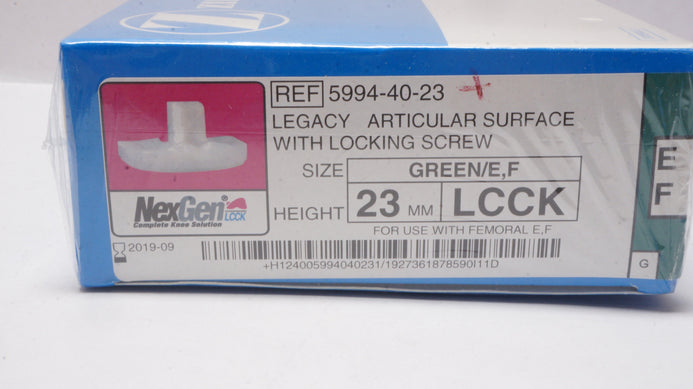 Z
REF 5994-40-23
LEGACY ARTICULAR SURFACE
WITH LOCKING SCREW
SIZE GREEN/E,F
HEIGHT 23 MM LCCK
FOR USE WITH FEMORAL E,F
NexGen LCCK
Complete Knee Solution
2019-09
+H124005994040231/1927361878590I11D
E
F
G